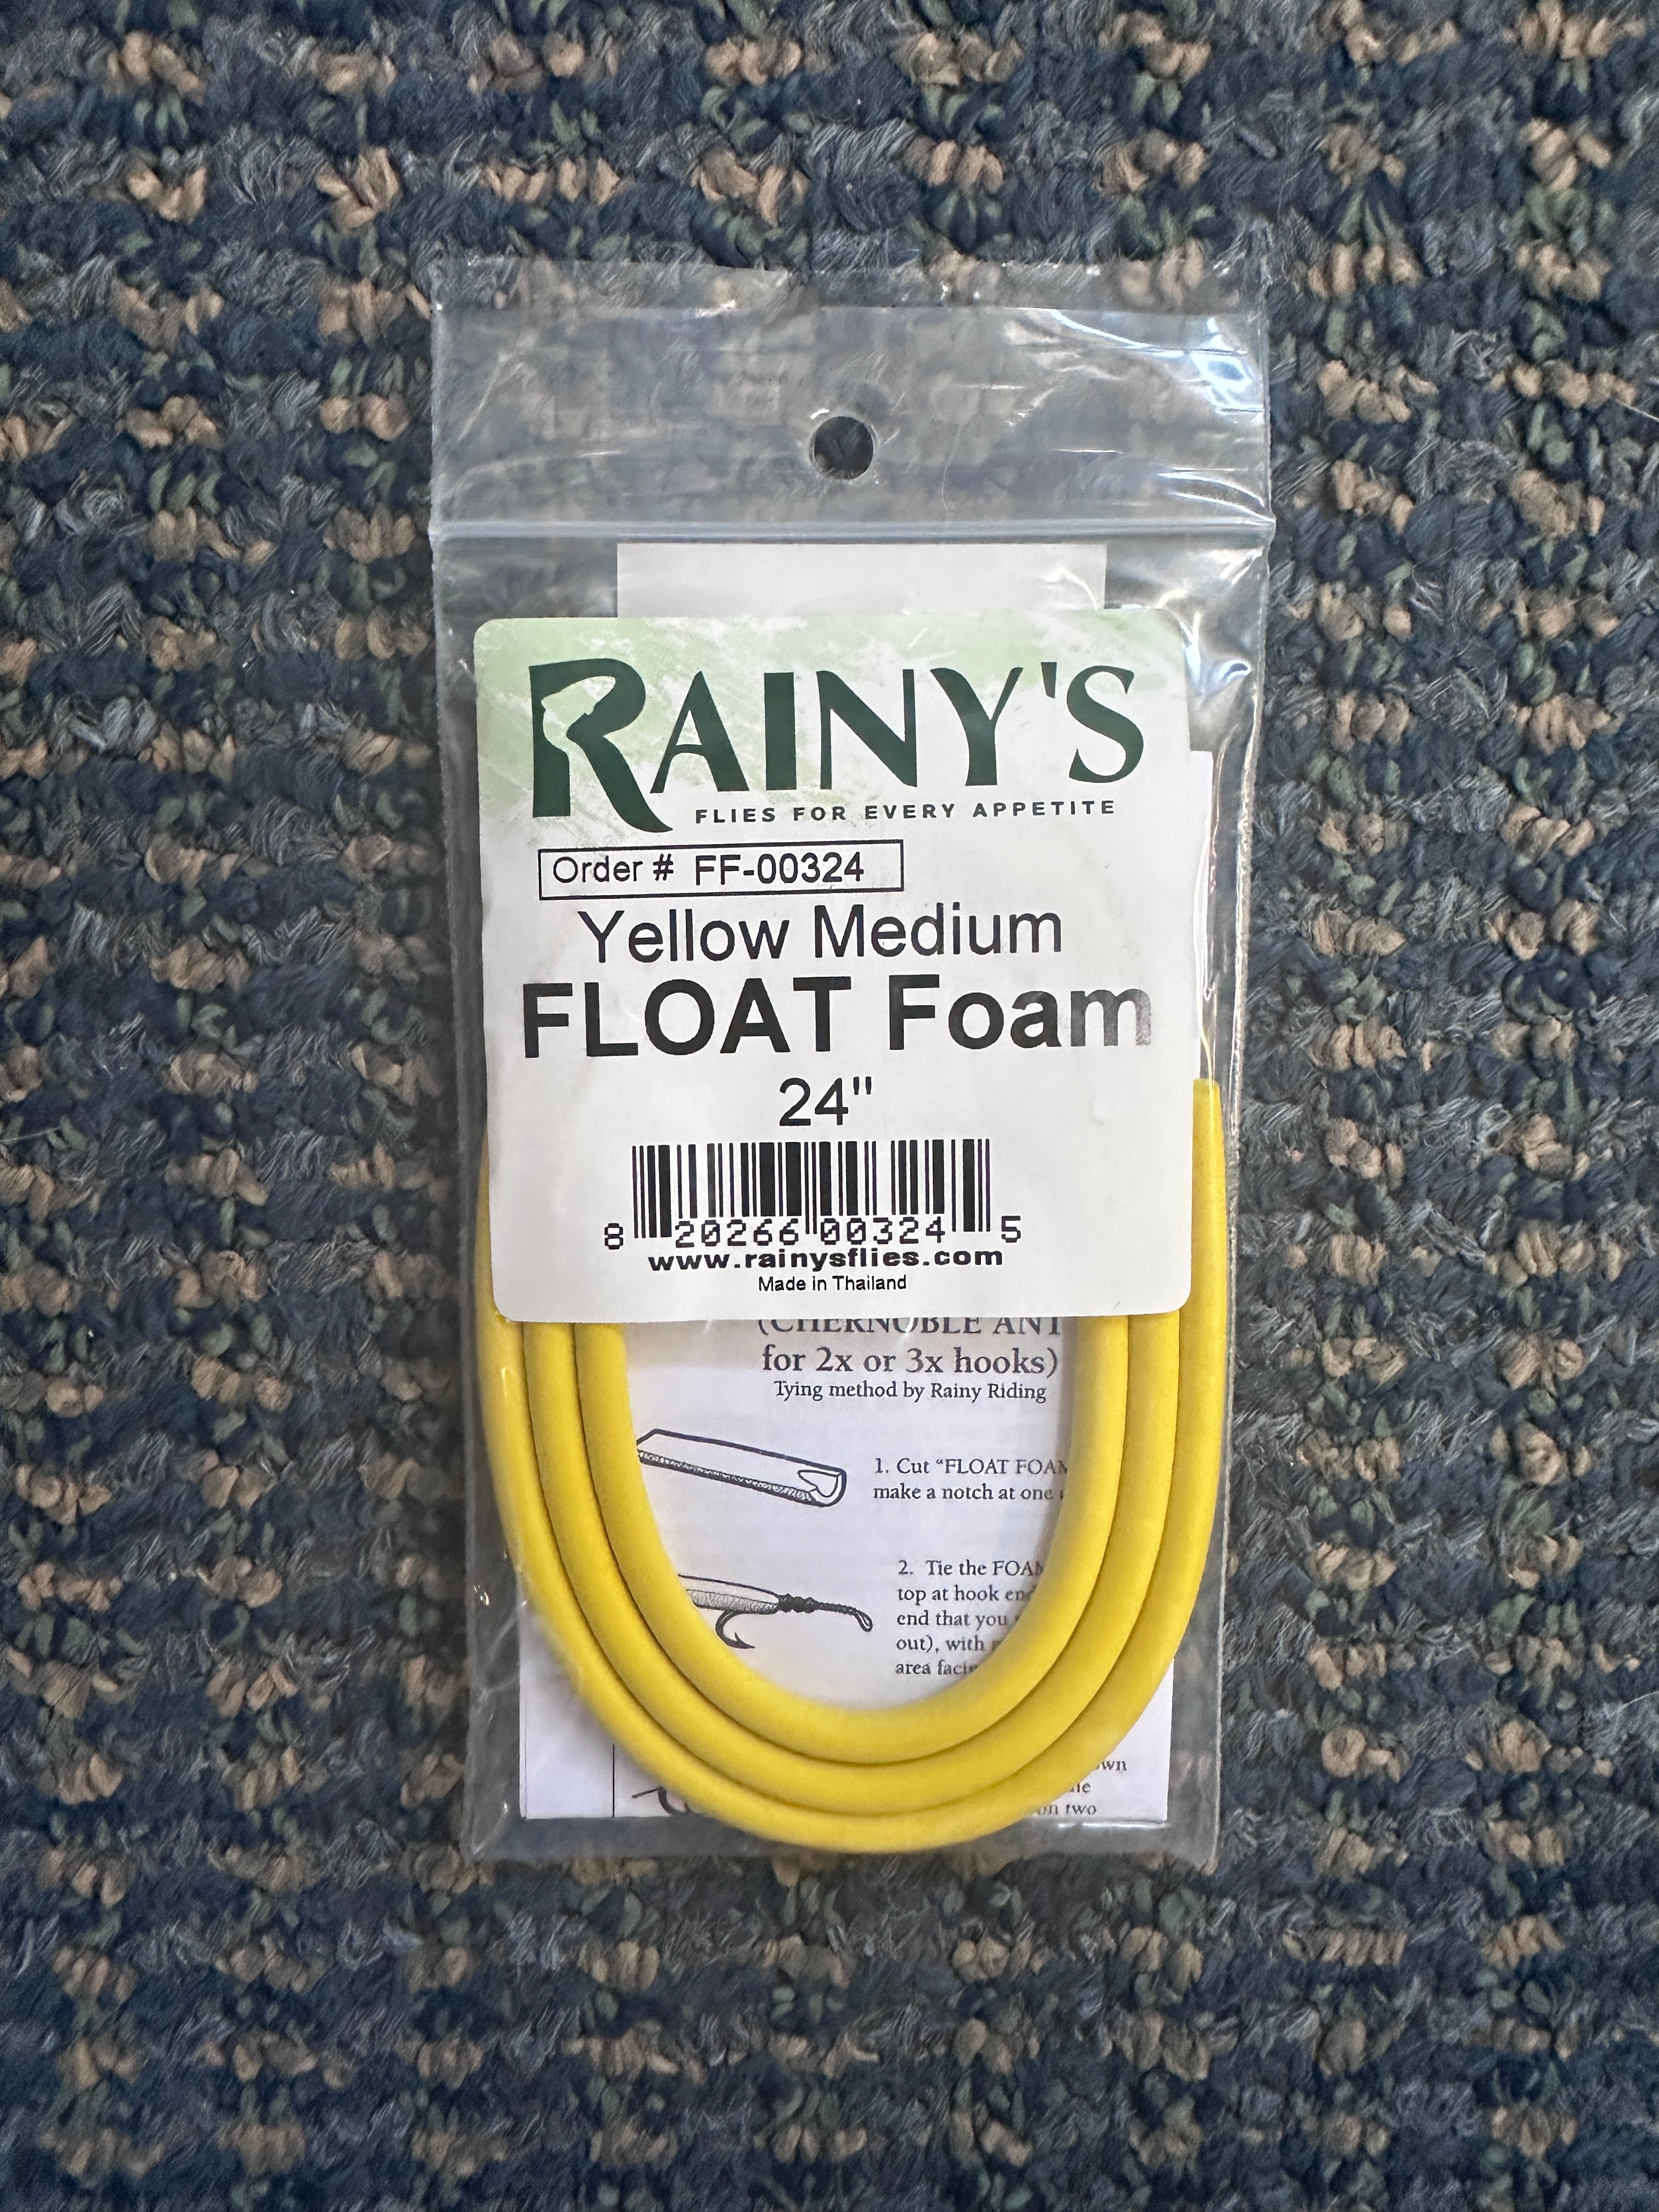 RAINY'S
FLIES FOR EVERY APPETITE
Order # FF-00324
Yellow Medium
FLOAT Foam
24"
8 20266 00324 5
www.rainysflies.com
Made in Thailand
(CHERNOBLE ANT
for 2x or 3x hooks)
Tying method by Rainy Riding
1. Cut "FLOAT FOAM
make a notch at one
2. Tie the FOAM
top at hook end
end that you
out), with
area
two